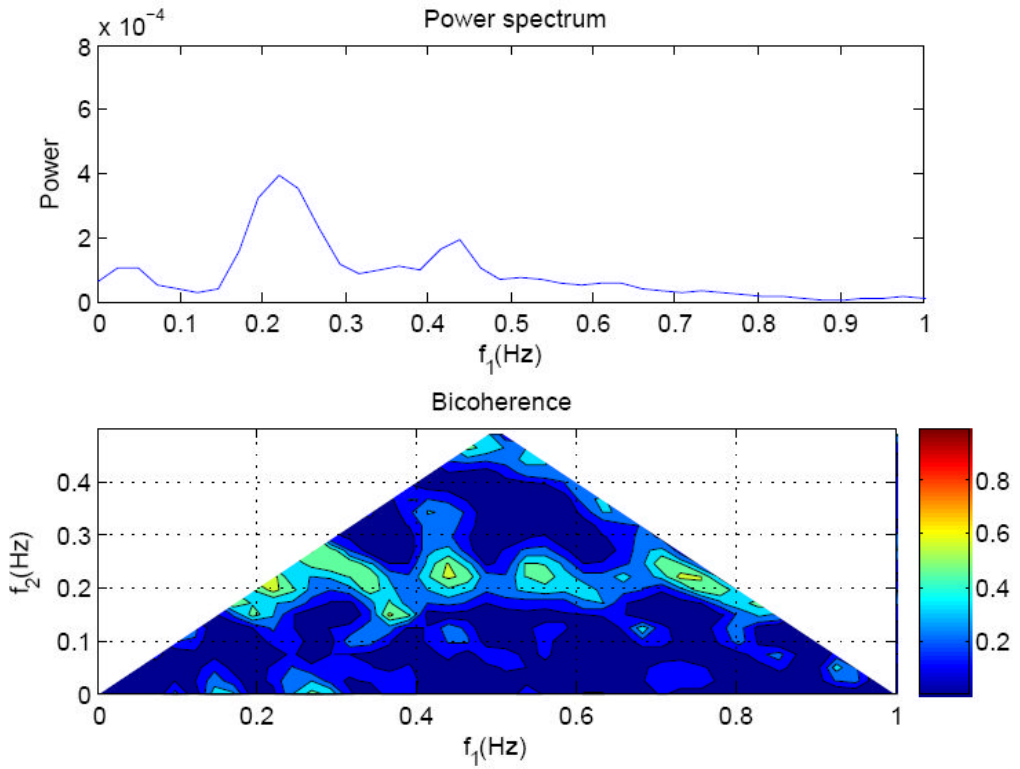 Power spectrum
x 10⁻⁴
8
6
4
2
0
Power
0 0.1 0.2 0.3 0.4 0.5 0.6 0.7 0.8 0.9 1
f₁(Hz)
Bicoherence
0.4
0.3
0.2
0.1
0
f₂(Hz)
0 0.2 0.4 0.6 0.8 1
f₁(Hz)
0.8
0.6
0.4
0.2